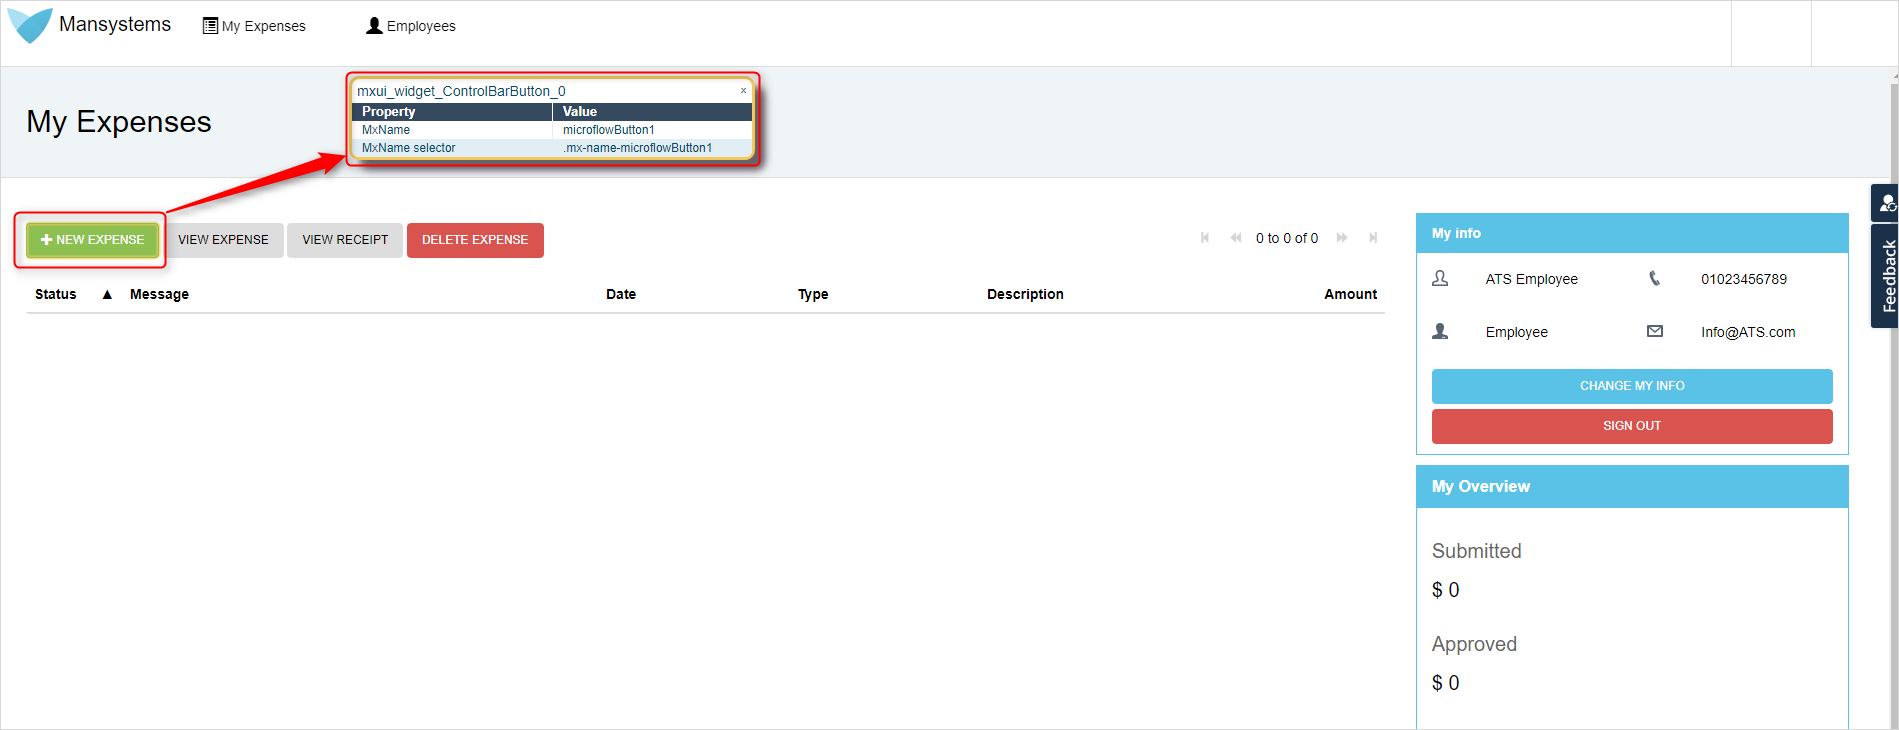 Mansystems
My Expenses
Employees
My Expenses
mxui_widget_ControlBarButton_0
x
Property Value
MxName microflowButton1
MxName selector .mx-name-microflowButton1
NEW EXPENSE
VIEW EXPENSE
VIEW RECEIPT
DELETE EXPENSE
0 to 0 of 0
Status ▲ Message Date Type Description Amount
My info
ATS Employee
01023456789
Employee
Info@ATS.com
CHANGE MY INFO
SIGN OUT
My Overview
Submitted
$ 0
Approved
$ 0
Feedback